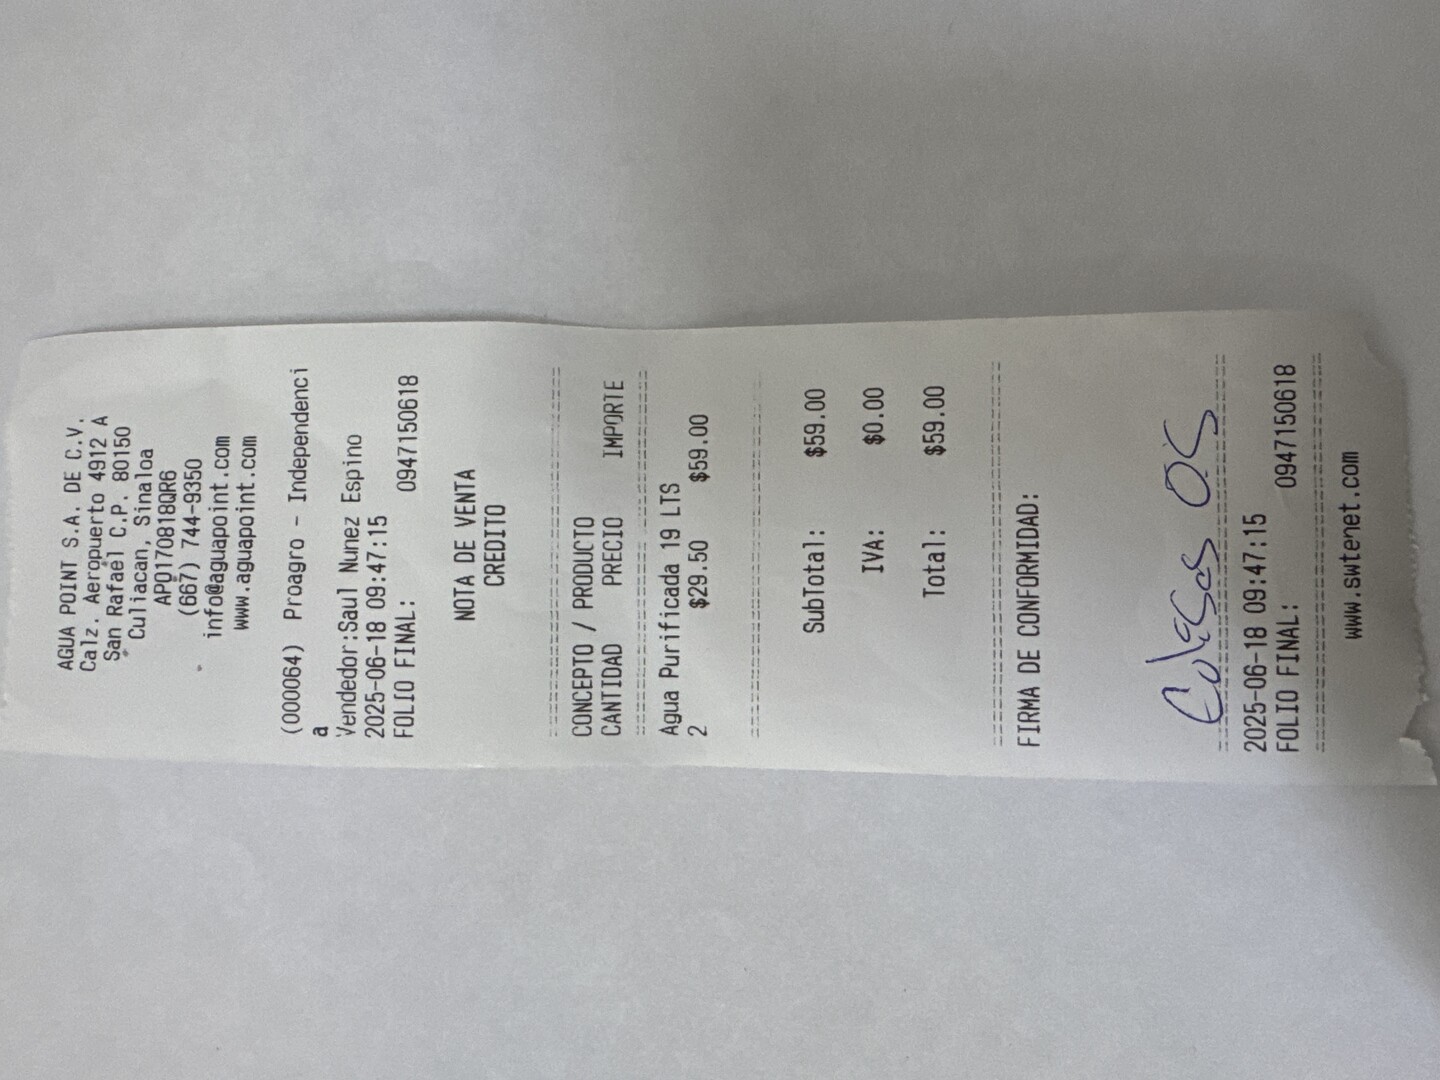 AGUA POINT S.A. DE C.V.
Calz. Aeropuerto 4912 A
San Rafael C.P. 80150
Culiacan, Sinaloa
APO170818QR6
(667) 744-9350
info@aguapoint.com
www.aguapoint.com
(000064) Proagro - Independenci
a
Vendedor:Saul Nunez Espino
2025-06-18 09:47:15
FOLIO FINAL: 0947150618
NOTA DE VENTA
CREDITO
CONCEPTO / PRODUCTO
CANTIDAD PRECIO IMPORTE
Agua Purificada 19 LTS
2 $29.50 $59.00
SubTotal: $59.00
IVA: $0.00
Total: $59.00
FIRMA DE CONFORMIDAD:
2025-06-18 09:47:15
FOLIO FINAL: 0947150618
www.swtenet.com